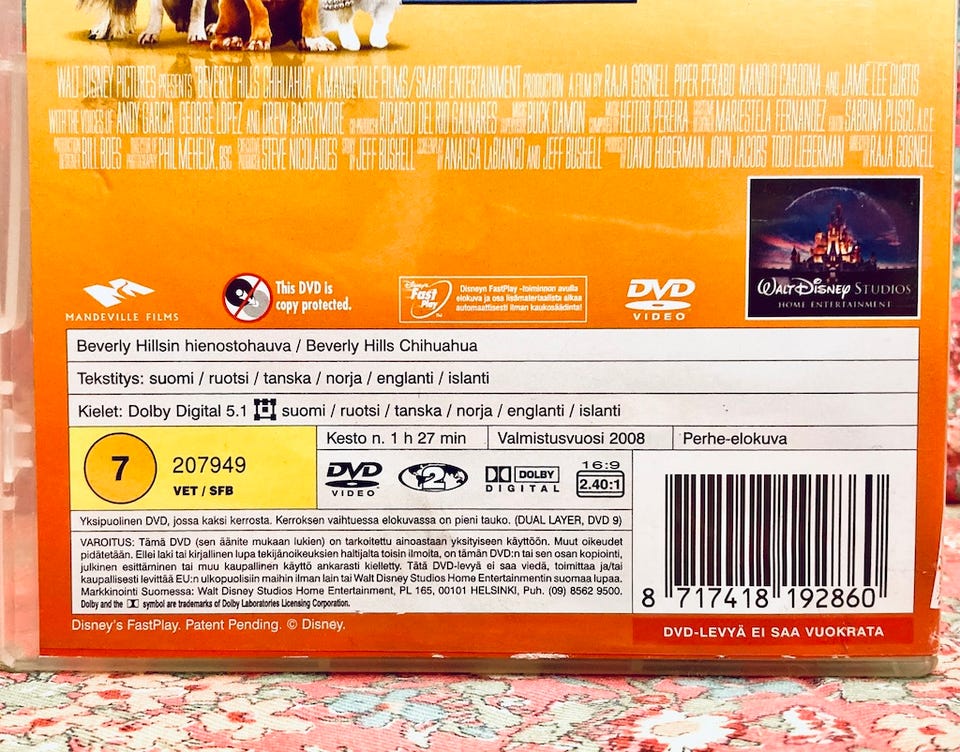 WALT DISNEY PICTURES PRESENTS "BEVERLY HILLS CHIHUAHUA" A MANDEVILLE FILMS/SMART ENTERTAINMENT PRODUCTION A FILM BY RAJA GOSNELL PIPER PERABO MANOLO CARDONA AND JAMIE LEE CURTIS
WITH THE VOICES OF ANDY GARCIA GEORGE LOPEZ AND DREW BARRYMORE RICARDO DEL RIO GALNARES BUCK DAMON HEITOR PEREIRA MARIESTELA FERNANDEZ SABRINA PLISCO, A.C.E.
BILL BOES PHIL MEHEUX, BSC STEVE NICOLAIDES JEFF BUSHELL ANALISA LaBIANCO AND JEFF BUSHELL DAVID HOBERMAN JOHN JACOBS TODD LIEBERMAN RAJA GOSNELL
WALT DISNEY STUDIOS
HOME ENTERTAINMENT
MANDEVILLE FILMS
This DVD is
copy protected.
Disney's
Fast
Play
Disneyn FastPlay -toiminnon avulla
elokuva ja osa lisämateriaalista alkaa
automaattisesti ilman kaukosäädintä!
DVD
VIDEO
Beverly Hillsin hienostohauva / Beverly Hills Chihuahua
Tekstitys: suomi / ruotsi / tanska / norja / englanti / islanti
Kielet: Dolby Digital 5.1 suomi / ruotsi / tanska / norja / englanti / islanti
7
207949
VET / SFB
Kesto n. 1 h 27 min
Valmistusvuosi 2008
Perhe-elokuva
DVD
VIDEO
2
DOLBY
DIGITAL
16:9
2.40:1
Yksipuolinen DVD, jossa kaksi kerrosta. Kerroksen vaihtuessa elokuvassa on pieni tauko. (DUAL LAYER, DVD 9)
VAROITUS: Tämä DVD (sen äänite mukaan lukien) on tarkoitettu ainoastaan yksityiseen käyttöön. Muut oikeudet
pidätetään. Ellei laki tai kirjallinen lupa tekijänoikeuksien haltijalta toisin ilmoita, on tämän DVD:n tai sen osan kopiointi,
julkinen esittäminen tai muu kaupallinen käyttö ankarasti kielletty. Tätä DVD-levyä ei saa viedä, toimittaa ja/tai
kaupallisesti levittää EU:n ulkopuolisiin maihin ilman lain tai Walt Disney Studios Home Entertainmentin suomaa lupaa.
Markkinointi Suomessa: Walt Disney Studios Home Entertainment, PL 165, 00101 HELSINKI, Puh. (09) 8562 9500.
Dolby and the symbol are trademarks of Dolby Laboratories Licensing Corporation.
8 717418 192860
Disney's FastPlay. Patent Pending. © Disney.
DVD-LEVYÄ EI SAA VUOKRATA